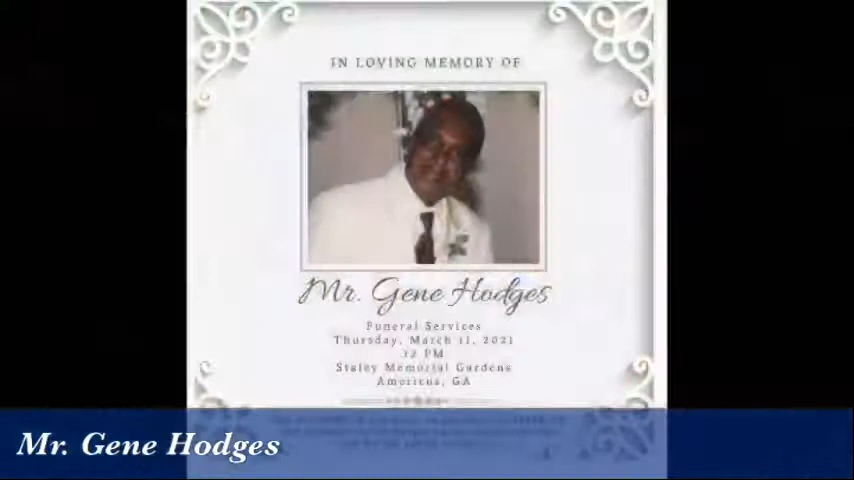 IN LOVING MEMORY OF
Mr. Gene Hodges
Funeral Services
Thursday, March 11, 2021
12 PM
Staley Memorial Gardens
Americus, GA
Mr. Gene Hodges